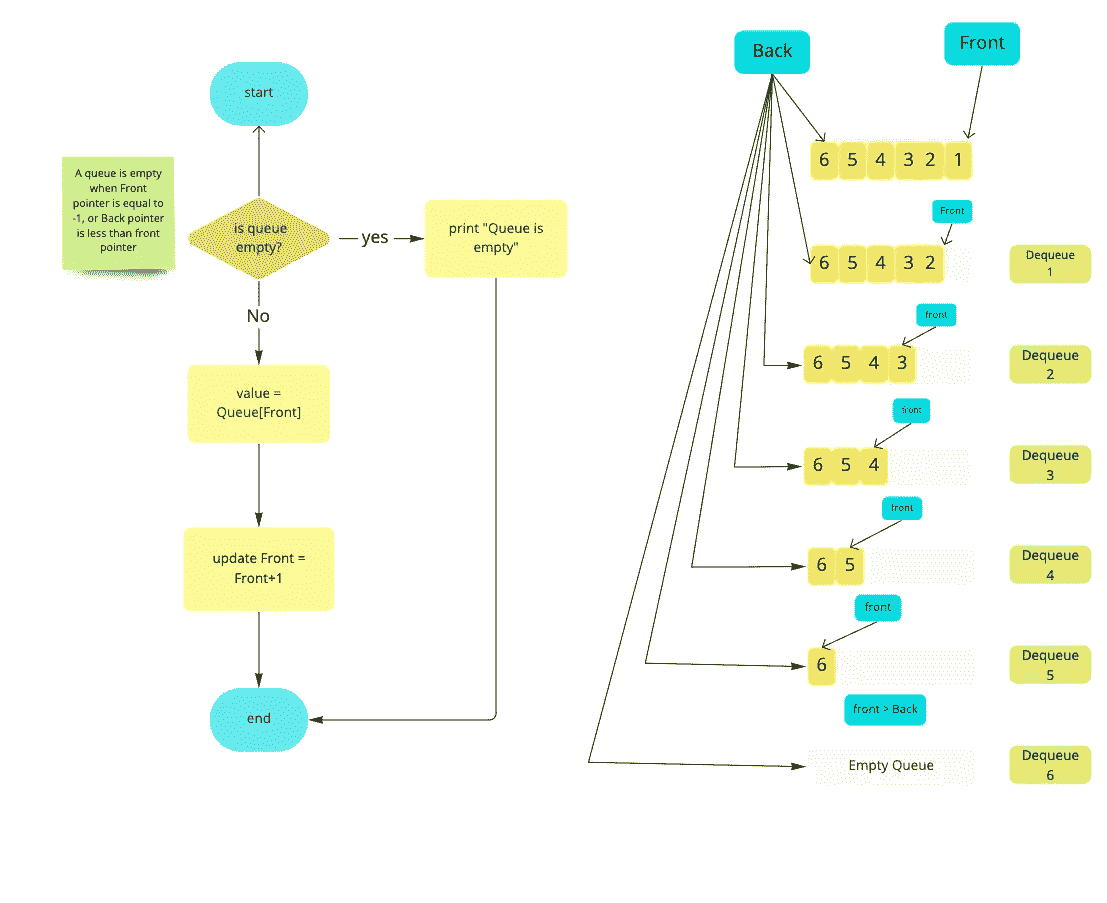 start
A queue is empty
when Front
pointer is equal to
-1, or Back pointer
is less than front
pointer
is queue
empty?
yes
print "Queue is
empty"
No
value =
Queue[Front]
update Front =
Front+1
end
Back
Front
6 5 4 3 2 1
Front
6 5 4 3 2
Dequeue
1
front
6 5 4 3
Dequeue
2
front
6 5 4
Dequeue
3
front
6 5
Dequeue
4
front
6
Dequeue
5
front > Back
Empty Queue
Dequeue
6